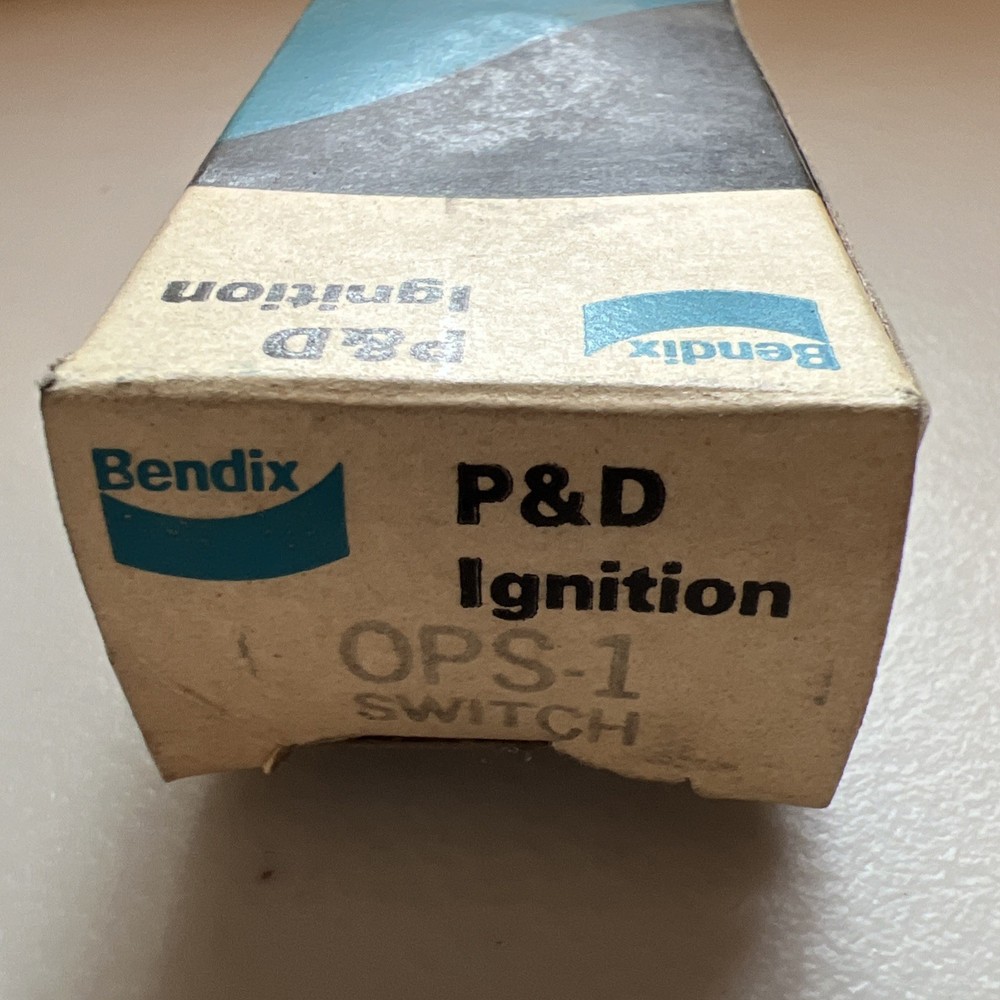 P&D
Ignition
Bendix
Bendix
P&D
Ignition
OPS-1
SWITCH